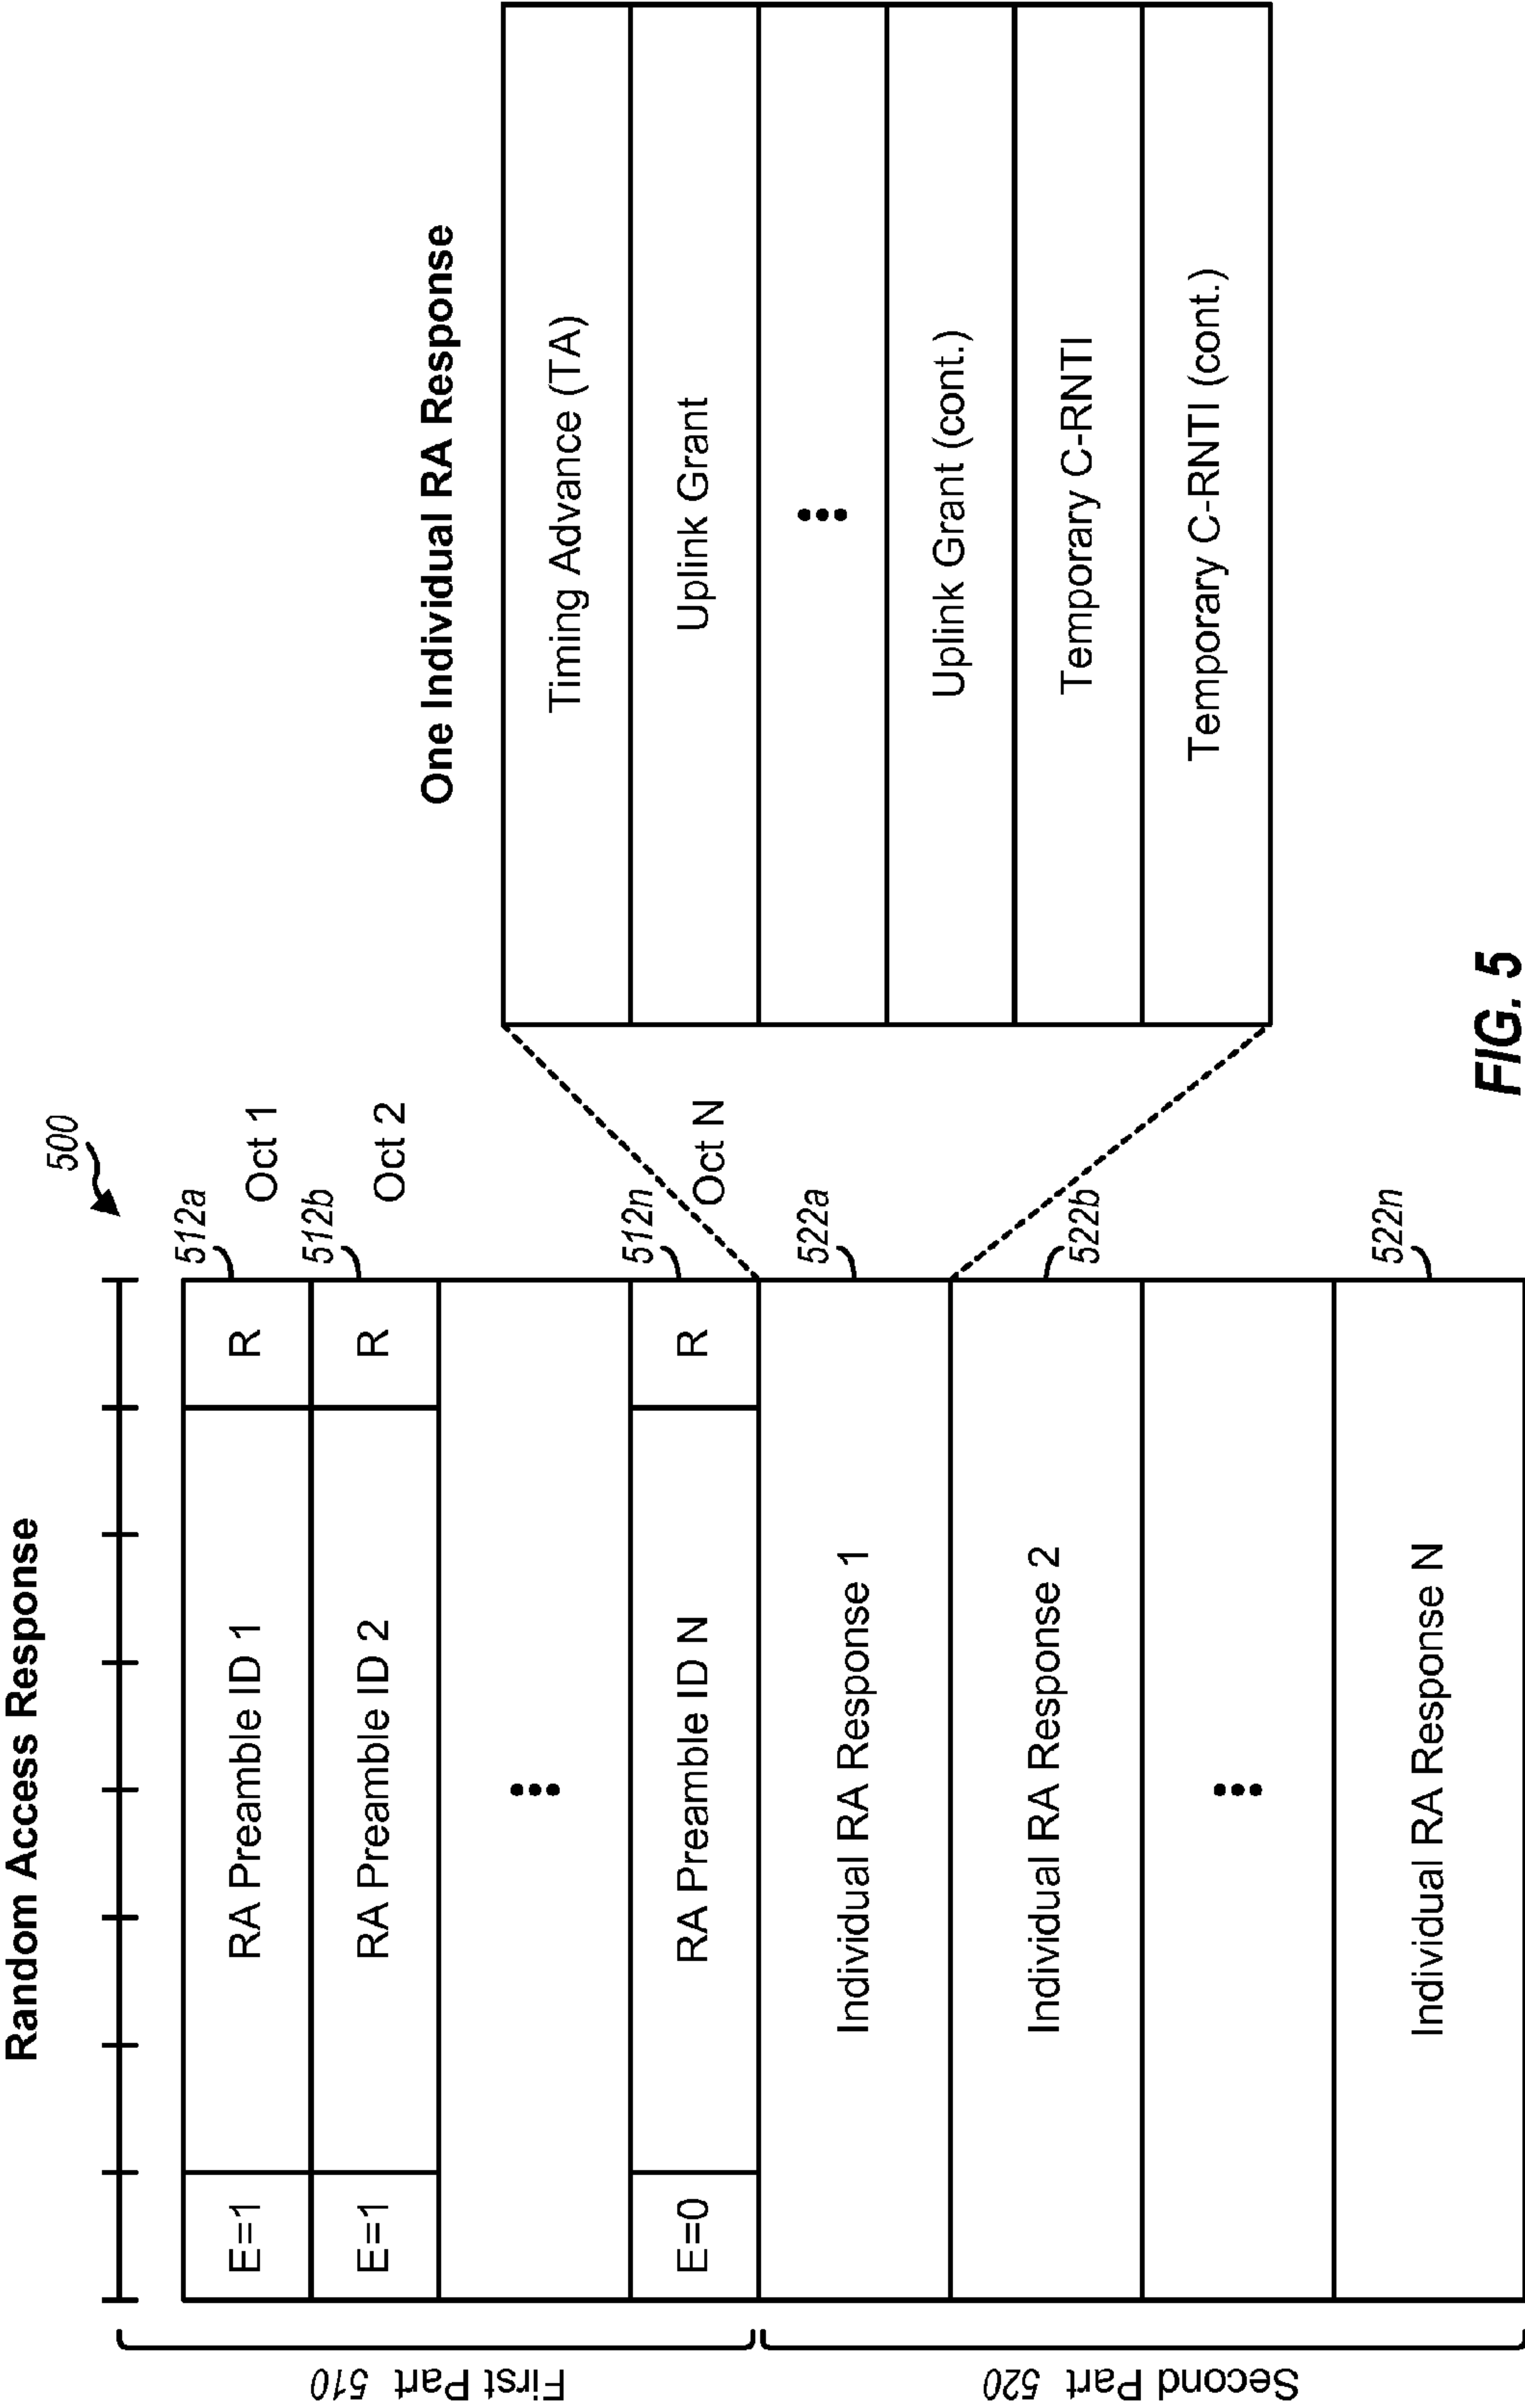 Random Access Response
500
First Part 510
E=1 RA Preamble ID 1 R
512a
Oct 1
E=1 RA Preamble ID 2 R
512b
Oct 2
E=0 RA Preamble ID N R
512n
Oct N
Second Part 520
Individual RA Response 1
522a
Individual RA Response 2
522b
Individual RA Response N
522n
One Individual RA Response
Timing Advance (TA)
Uplink Grant
Uplink Grant (cont.)
Temporary C-RNTI
Temporary C-RNTI (cont.)
FIG. 5